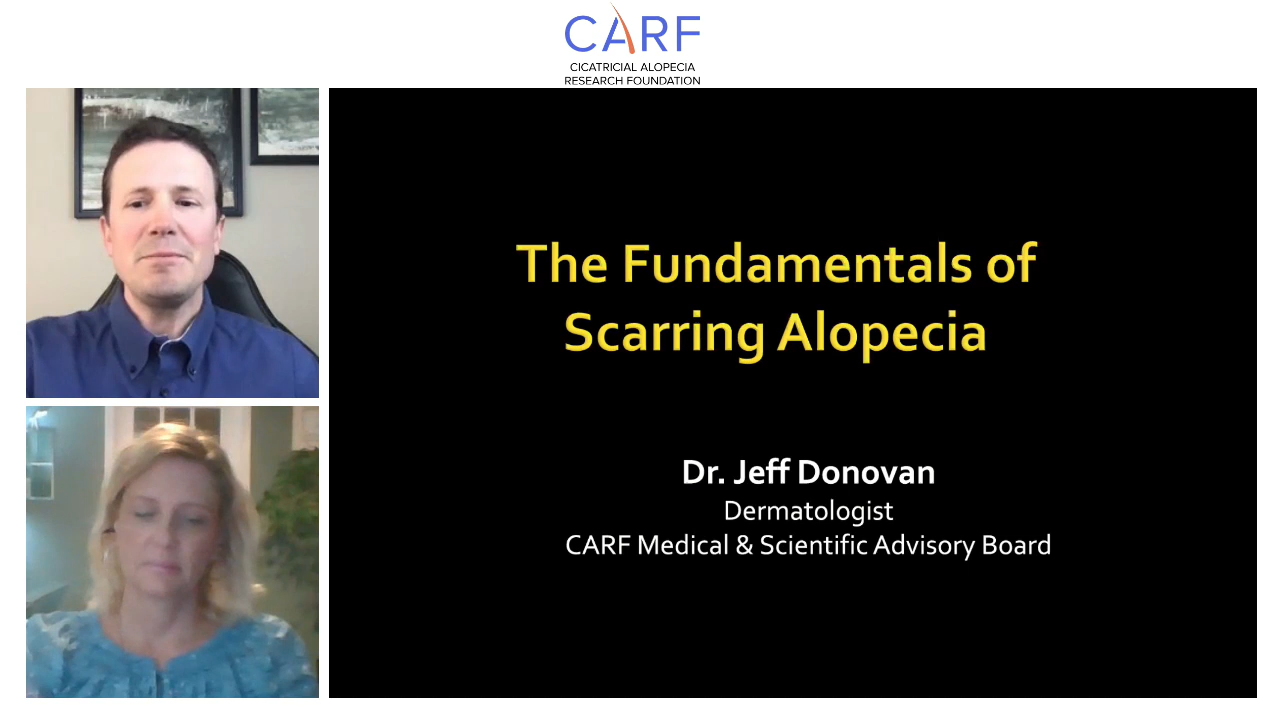 CARF
CICATRICIAL ALOPECIA
RESEARCH FOUNDATION
The Fundamentals of
Scarring Alopecia
Dr. Jeff Donovan
Dermatologist
CARF Medical & Scientific Advisory Board